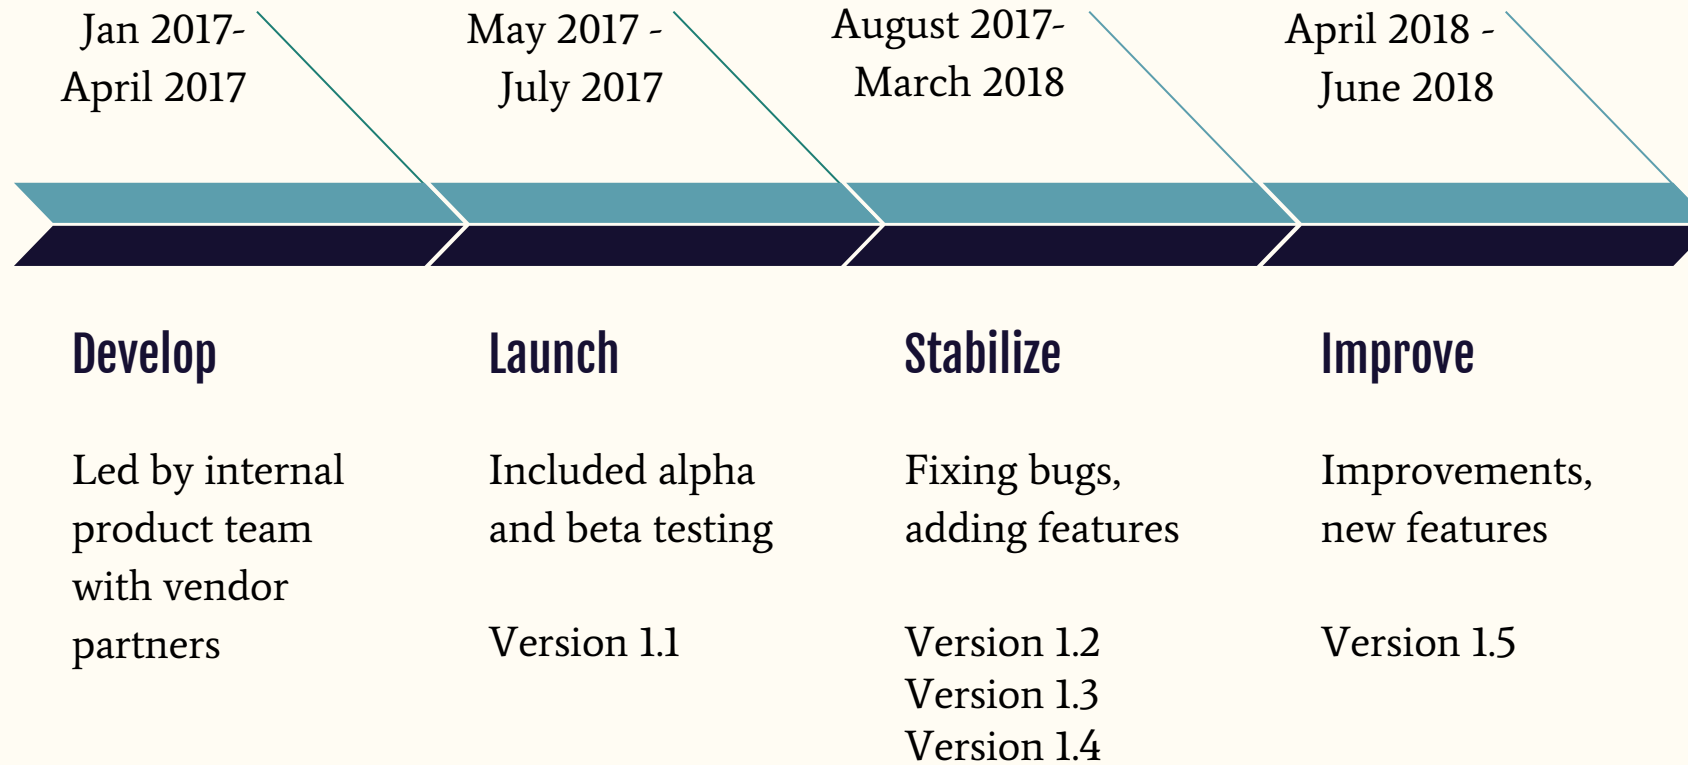 Jan 2017-
April 2017
May 2017 -
July 2017
August 2017-
March 2018
April 2018 -
June 2018
Develop
Led by internal
product team
with vendor
partners
Launch
Included alpha
and beta testing
Version 1.1
Stabilize
Fixing bugs,
adding features
Version 1.2
Version 1.3
Version 1.4
Improve
Improvements,
new features
Version 1.5